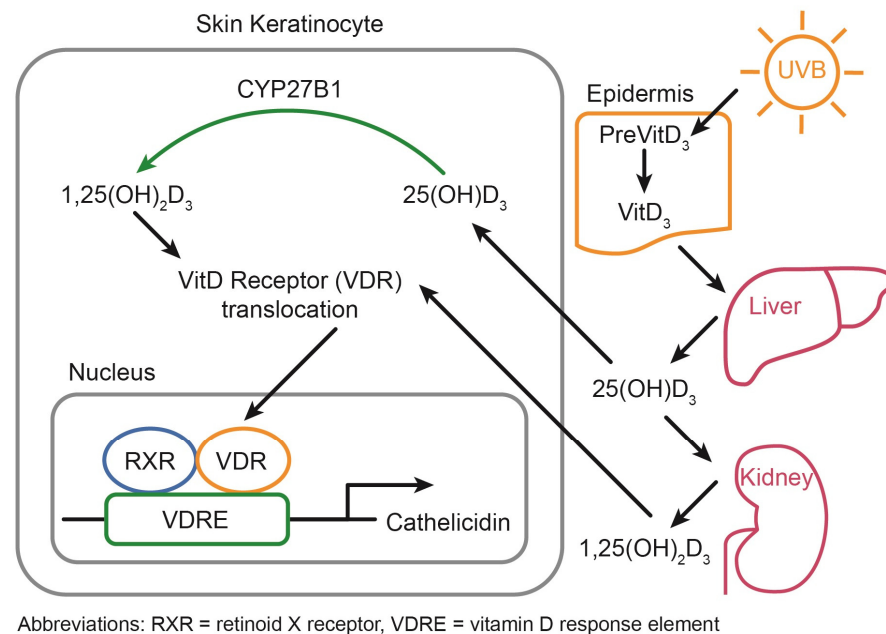 Skin Keratinocyte
CYP27B1
1,25(OH)₂D₃
25(OH)D₃
VitD Receptor (VDR)
translocation
Nucleus
RXR
VDR
VDRE
Cathelicidin
UVB
Epidermis
PreVitD₃
VitD₃
Liver
25(OH)D₃
Kidney
1,25(OH)₂D₃
Abbreviations: RXR = retinoid X receptor, VDRE = vitamin D response element